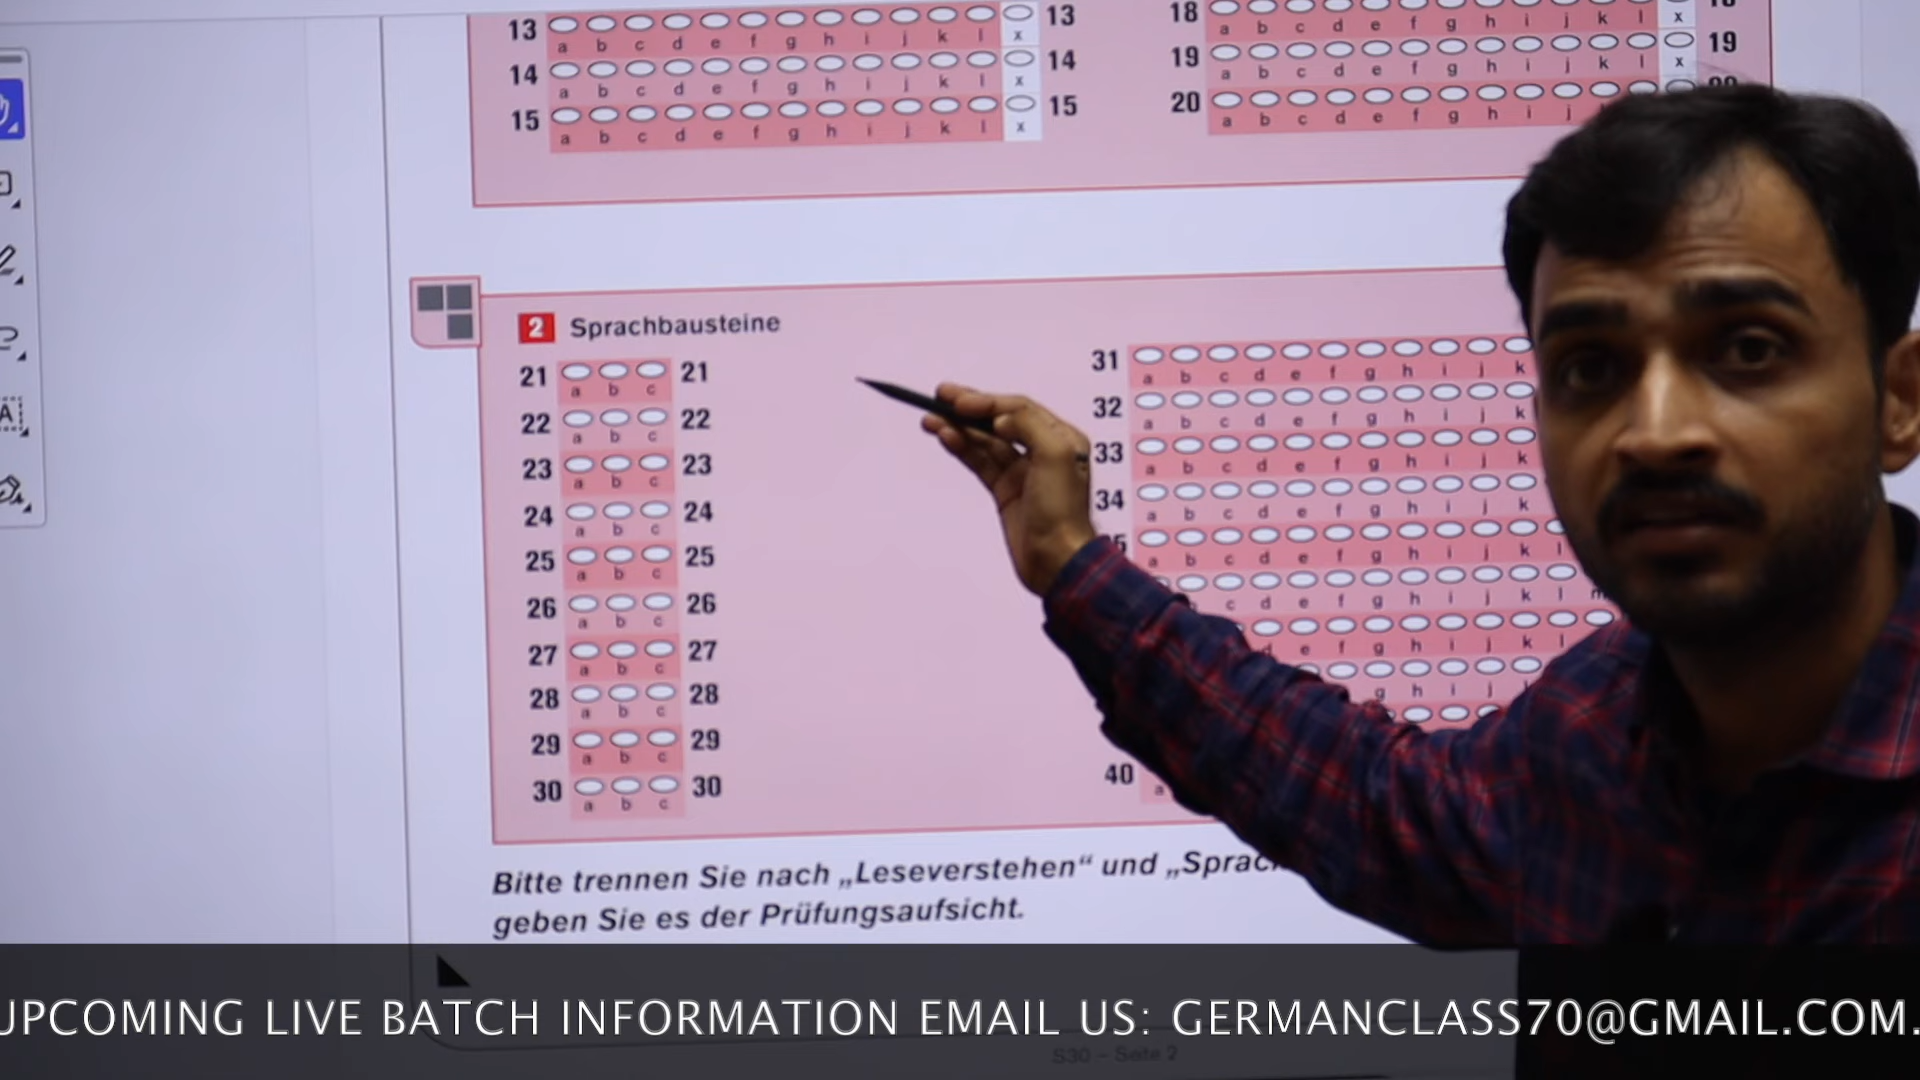 13 a b c d e f g h i j k l x 13
14 a b c d e f g h i j k l x 14
15 a b c d e f g h i j k l x 15
18 a b c d e f g h i j k l x
19 a b c d e f g h i j k l x 19
20 a b c d e f g h i j
2 Sprachbausteine
21 a b c 21
22 a b c 22
23 a b c 23
24 a b c 24
25 a b c 25
26 a b c 26
27 a b c 27
28 a b c 28
29 a b c 29
30 a b c 30
31 a b c d e f g h i j k
32 a b c d e f g h i j k
33 a b c d e f g h i j k
34 a b c d e f g h i j k
a b c d e f g h i j k l
c d e f g h i j k l m
d e f g h i j k l
g h i j
40 a
Bitte trennen Sie nach „Leseverstehen“ und
geben Sie es der Prüfungsaufsicht.
UPCOMING LIVE BATCH INFORMATION EMAIL US: GERMANCLASS70@GMAIL.COM.
S30 – Seite 2